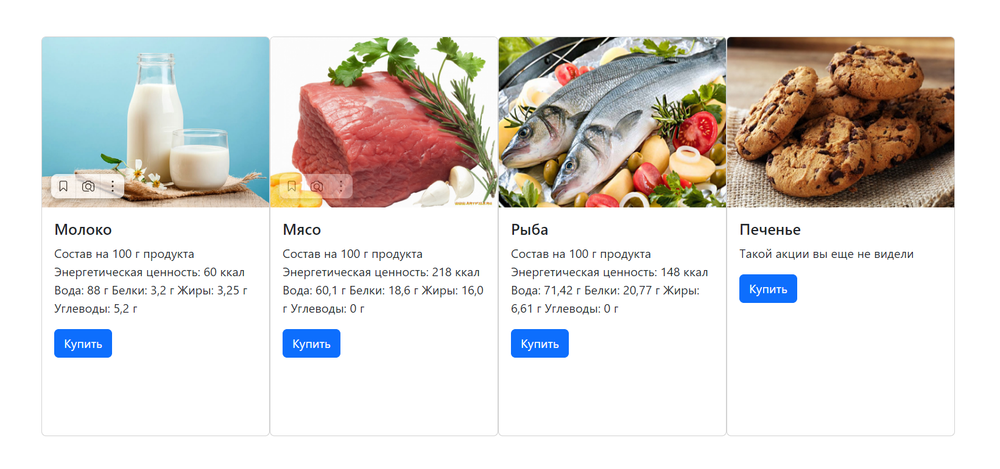 Молоко
Состав на 100 г продукта
Энергетическая ценность: 60 ккал
Вода: 88 г Белки: 3,2 г Жиры: 3,25 г
Углеводы: 5,2 г
Купить
Мясо
Состав на 100 г продукта
Энергетическая ценность: 218 ккал
Вода: 60,1 г Белки: 18,6 г Жиры: 16,0
г Углеводы: 0 г
Купить
Рыба
Состав на 100 г продукта
Энергетическая ценность: 148 ккал
Вода: 71,42 г Белки: 20,77 г Жиры:
6,61 г Углеводы: 0 г
Купить
Печенье
Такой акции вы еще не видели
Купить